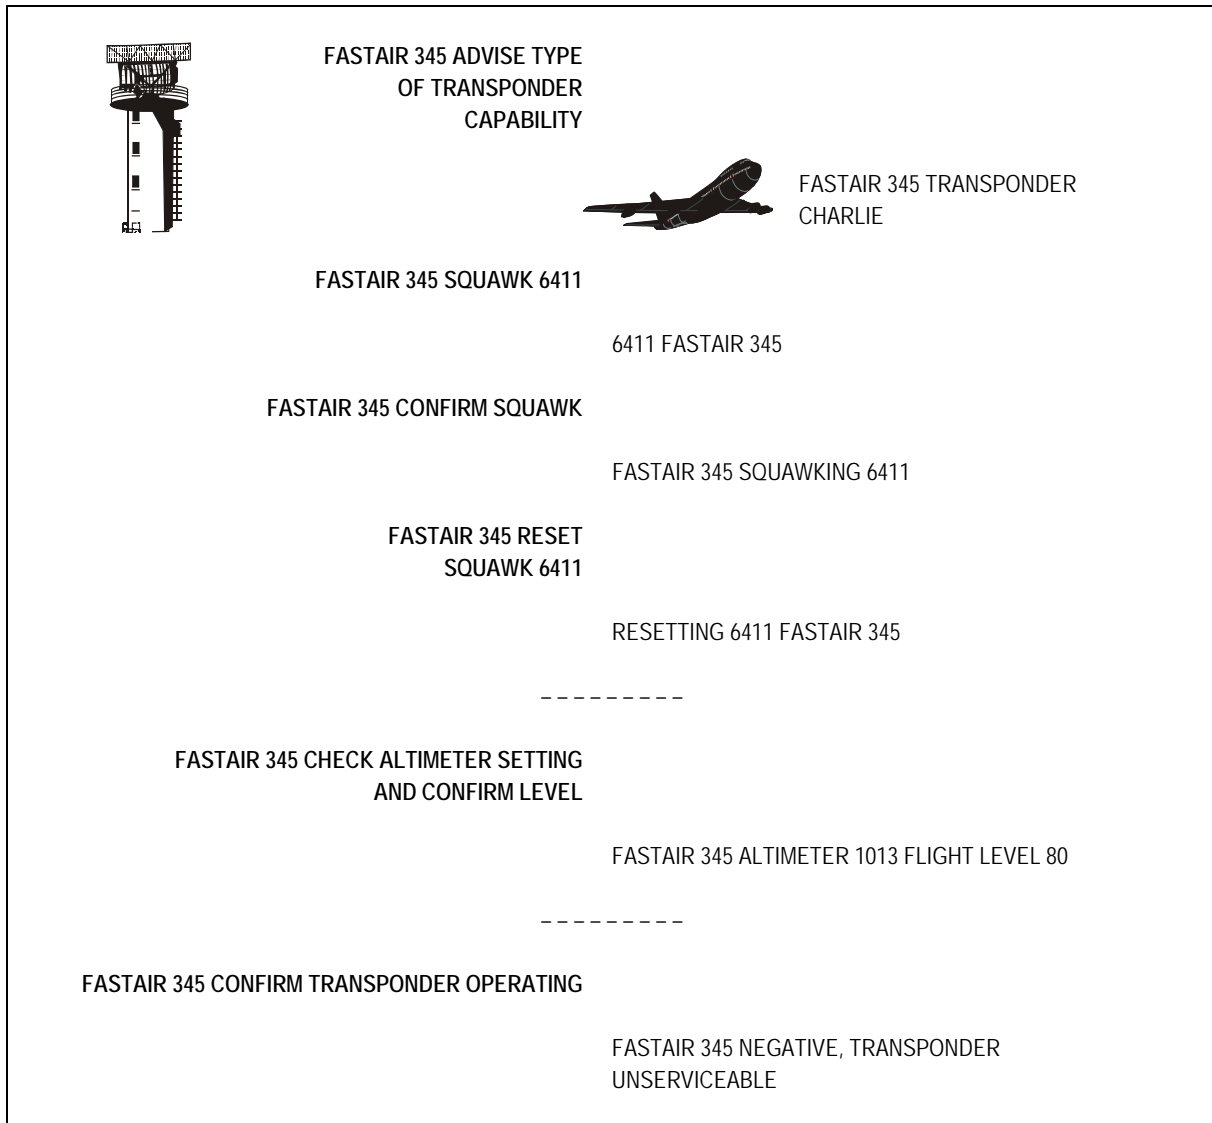 FASTAIR 345 ADVISE TYPE
OF TRANSPONDER
CAPABILITY
FASTAIR 345 TRANSPONDER
CHARLIE
FASTAIR 345 SQUAWK 6411
6411 FASTAIR 345
FASTAIR 345 CONFIRM SQUAWK
FASTAIR 345 SQUAWKING 6411
FASTAIR 345 RESET
SQUAWK 6411
RESETTING 6411 FASTAIR 345
– – – – – – – – –
FASTAIR 345 CHECK ALTIMETER SETTING
AND CONFIRM LEVEL
FASTAIR 345 ALTIMETER 1013 FLIGHT LEVEL 80
– – – – – – – – –
FASTAIR 345 CONFIRM TRANSPONDER OPERATING
FASTAIR 345 NEGATIVE, TRANSPONDER
UNSERVICEABLE